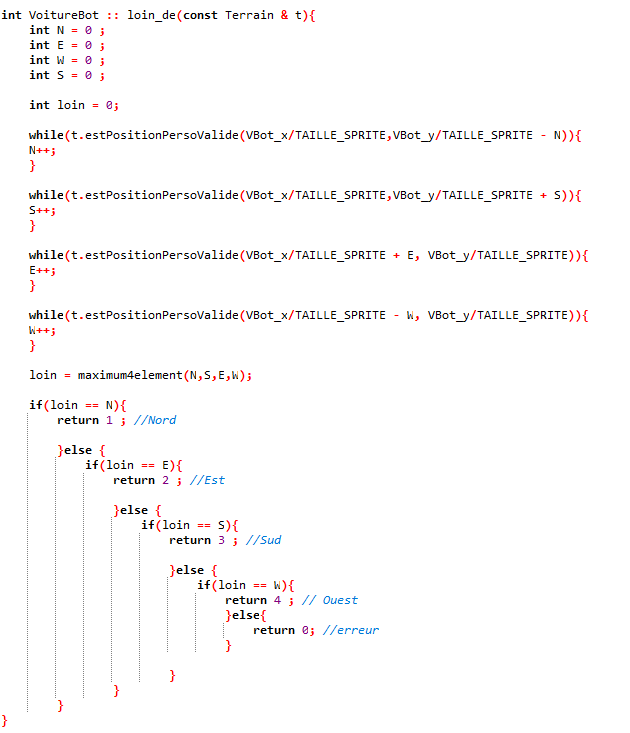 int VoitureBot :: loin_de(const Terrain & t){
    int N = 0 ;
    int E = 0 ;
    int W = 0 ;
    int S = 0 ;

    int loin = 0;

    while(t.estPositionPersoValide(VBot_x/TAILLE_SPRITE,VBot_y/TAILLE_SPRITE - N)){
    N++;
    }

    while(t.estPositionPersoValide(VBot_x/TAILLE_SPRITE,VBot_y/TAILLE_SPRITE + S)){
    S++;
    }

    while(t.estPositionPersoValide(VBot_x/TAILLE_SPRITE + E, VBot_y/TAILLE_SPRITE)){
    E++;
    }

    while(t.estPositionPersoValide(VBot_x/TAILLE_SPRITE - W, VBot_y/TAILLE_SPRITE)){
    W++;
    }

    loin = maximum4element(N,S,E,W);

    if(loin == N){
        return 1 ; //Nord

        }else {
            if(loin == E){
                return 2 ; //Est

                }else {
                    if(loin == S){
                        return 3 ; //Sud

                        }else {
                            if(loin == W){
                                return 4 ; // Ouest
                                }else{
                                    return 0; //erreur
                                }

                        }
                }
        }
}